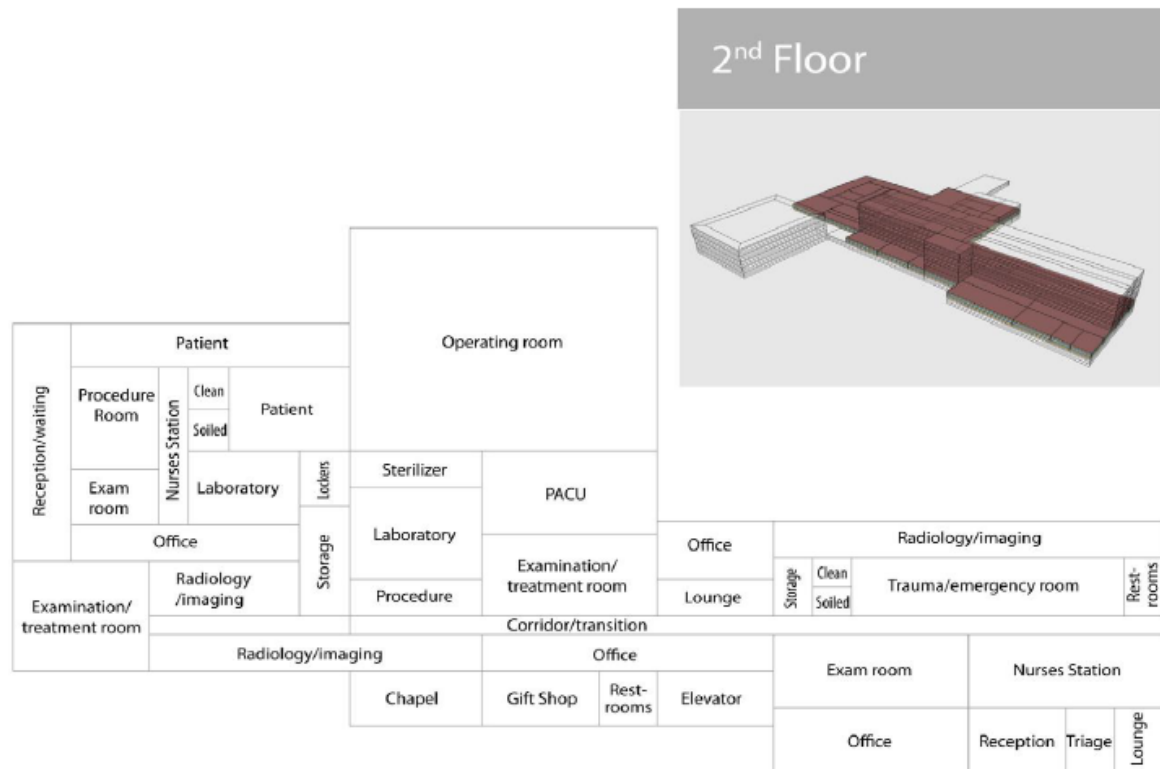 2nd Floor
Patient
Operating room
Reception/waiting
Procedure
Room
Nurses Station
Clean
Soiled
Patient
Exam
room
Laboratory
Lockers
Sterilizer
PACU
Laboratory
Office
Storage
Office
Radiology/imaging
Examination/
treatment room
Radiology
/imaging
Procedure
Examination/
treatment room
Lounge
Storage
Clean
Soiled
Trauma/emergency room
Rest-
rooms
Corridor/transition
Radiology/imaging
Office
Exam room
Nurses Station
Chapel
Gift Shop
Rest-
rooms
Elevator
Office
Reception
Triage
Lounge